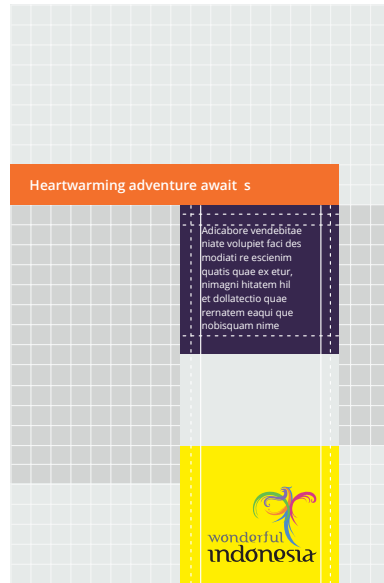 Heartwarming adventure await s
Adicabore vendebitae
niate volupiet faci des
modiati re escienim
quatis quae ex etur,
nimagni hitatem hil
et dollatectio quae
rernatem eaqui que
nobisquam nime
wonderful
indonesia